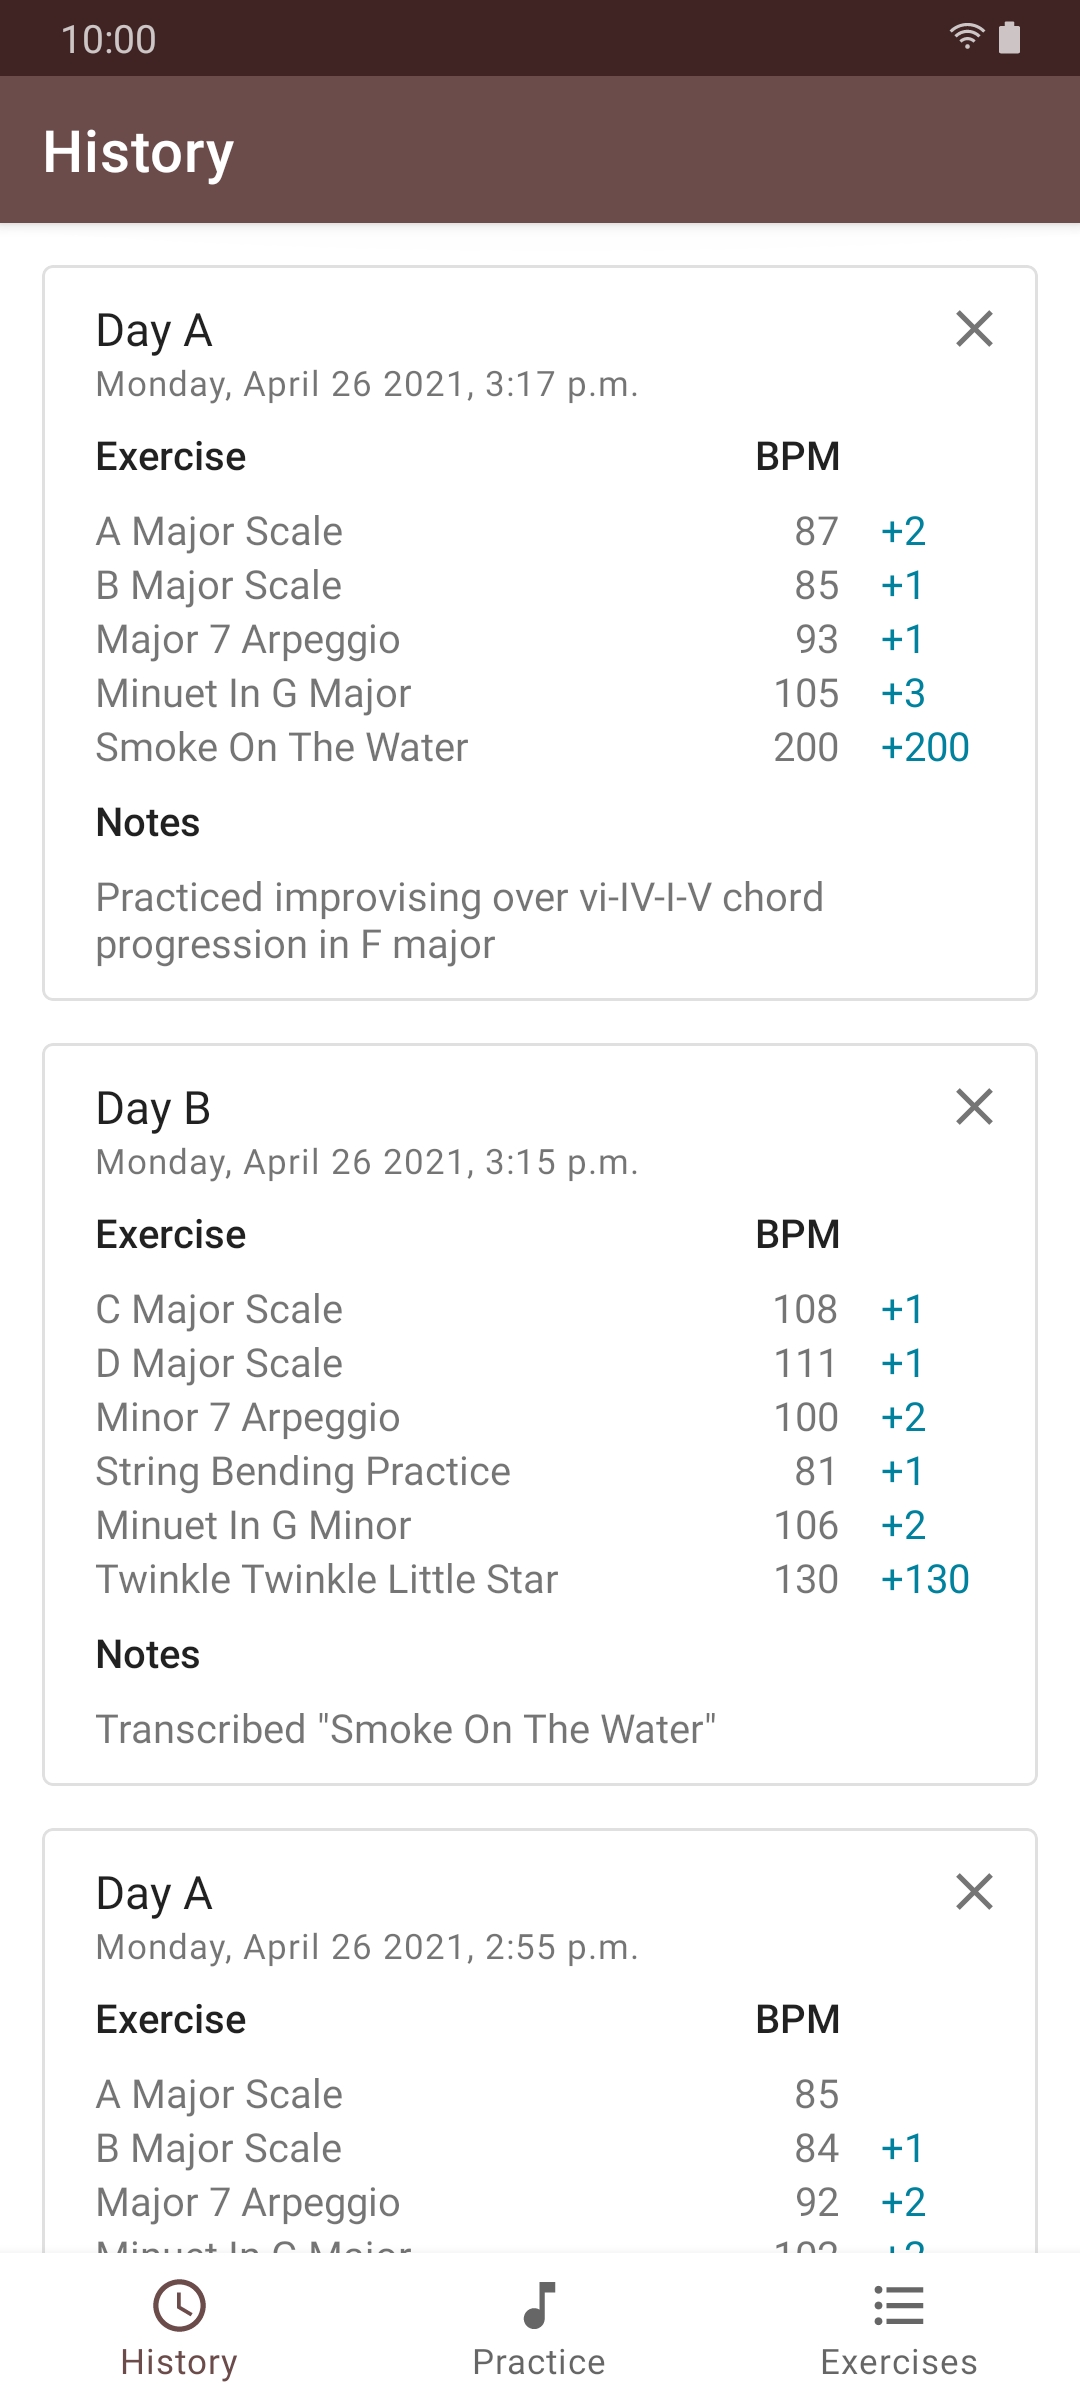 10:00
History
Day A
Monday, April 26 2021, 3:17 p.m.
Exercise BPM
A Major Scale 87 +2
B Major Scale 85 +1
Major 7 Arpeggio 93 +1
Minuet In G Major 105 +3
Smoke On The Water 200 +200
Notes
Practiced improvising over vi-IV-I-V chord
progression in F major
Day B
Monday, April 26 2021, 3:15 p.m.
Exercise BPM
C Major Scale 108 +1
D Major Scale 111 +1
Minor 7 Arpeggio 100 +2
String Bending Practice 81 +1
Minuet In G Minor 106 +2
Twinkle Twinkle Little Star 130 +130
Notes
Transcribed "Smoke On The Water"
Day A
Monday, April 26 2021, 2:55 p.m.
Exercise BPM
A Major Scale 85
B Major Scale 84 +1
Major 7 Arpeggio 92 +2
Minuet In G Major
History
Practice
Exercises